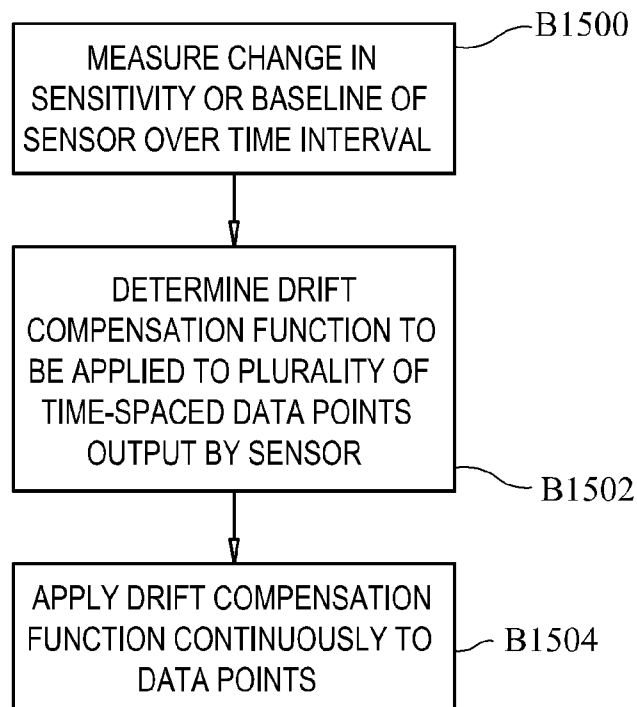 B1500
MEASURE CHANGE IN
SENSITIVITY OR BASELINE OF
SENSOR OVER TIME INTERVAL
DETERMINE DRIFT
COMPENSATION FUNCTION TO
BE APPLIED TO PLURALITY OF
TIME-SPACED DATA POINTS
OUTPUT BY SENSOR
B1502
APPLY DRIFT COMPENSATION
FUNCTION CONTINUOUSLY TO
DATA POINTS
B1504